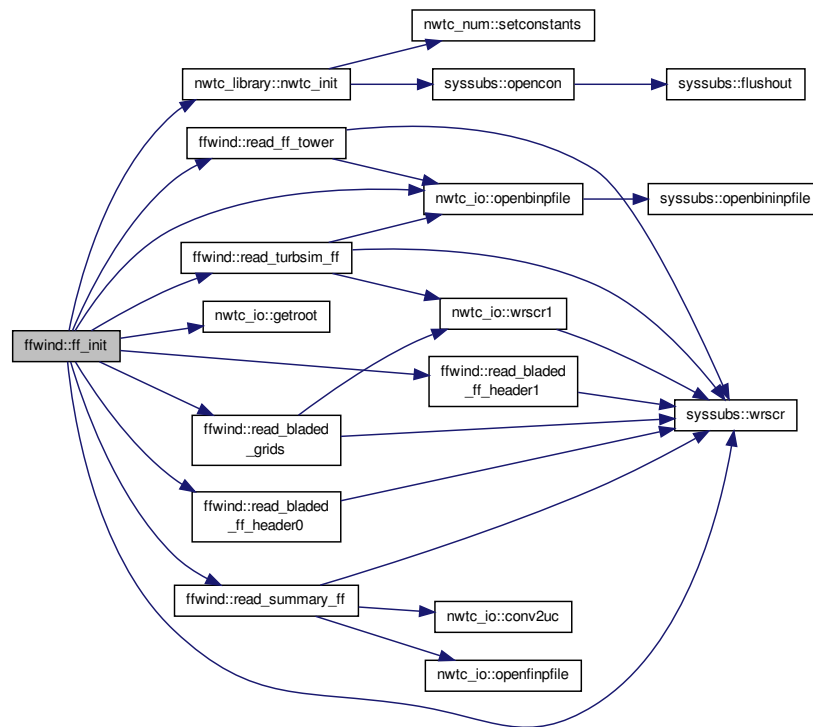 nwtc_num::setconstants
nwtc_library::nwtc_init
syssubs::opencon
syssubs::flushout
ffwind::read_ff_tower
nwtc_io::openbinpfile
syssubs::openbininpfile
ffwind::read_turbsim_ff
nwtc_io::getroot
nwtc_io::wrscr1
ffwind::ff_init
ffwind::read_bladed
_ff_header1
syssubs::wrscr
ffwind::read_bladed
_grids
ffwind::read_bladed
_ff_header0
ffwind::read_summary_ff
nwtc_io::conv2uc
nwtc_io::openfinpfile